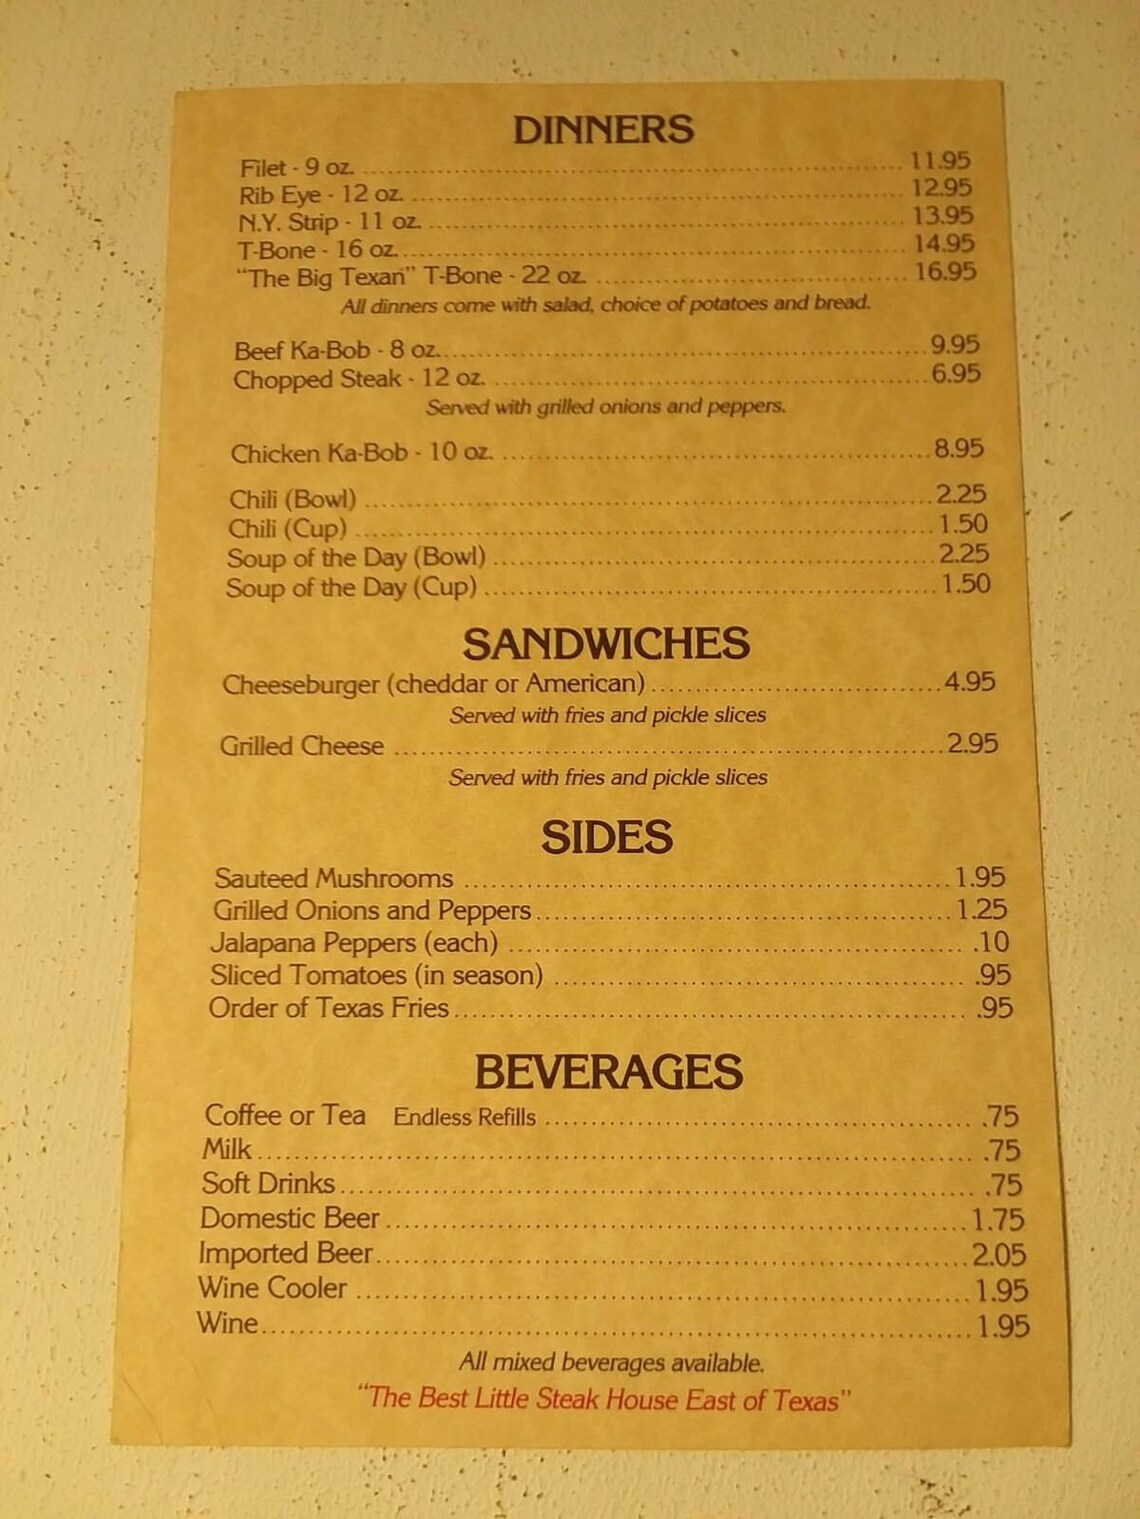 DINNERS
Filet - 9 oz. 11.95
Rib Eye - 12 oz. 12.95
N.Y. Strip - 11 oz. 13.95
T-Bone - 16 oz. 14.95
"The Big Texan" T-Bone - 22 oz. 16.95
All dinners come with salad, choice of potatoes and bread.
Beef Ka-Bob - 8 oz. 9.95
Chopped Steak - 12 oz. 6.95
Served with grilled onions and peppers.
Chicken Ka-Bob - 10 oz. 8.95
Chili (Bowl) 2.25
Chili (Cup) 1.50
Soup of the Day (Bowl) 2.25
Soup of the Day (Cup) 1.50
SANDWICHES
Cheeseburger (cheddar or American) 4.95
Served with fries and pickle slices
Grilled Cheese 2.95
Served with fries and pickle slices
SIDES
Sauteed Mushrooms 1.95
Grilled Onions and Peppers 1.25
Jalapana Peppers (each) .10
Sliced Tomatoes (in season) .95
Order of Texas Fries .95
BEVERAGES
Coffee or Tea Endless Refills .75
Milk .75
Soft Drinks .75
Domestic Beer 1.75
Imported Beer 2.05
Wine Cooler 1.95
Wine 1.95
All mixed beverages available.
"The Best Little Steak House East of Texas"